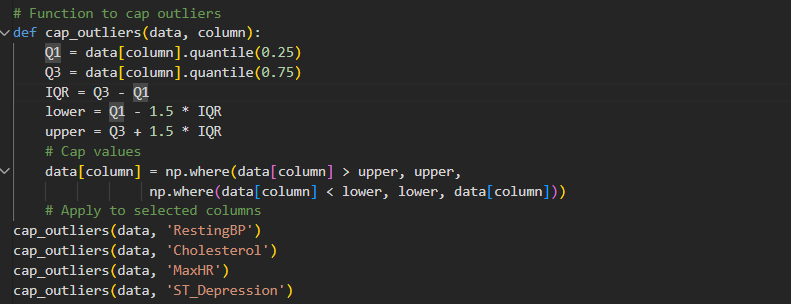 # Function to cap outliers
def cap_outliers(data, column):
    Q1 = data[column].quantile(0.25)
    Q3 = data[column].quantile(0.75)
    IQR = Q3 - Q1
    lower = Q1 - 1.5 * IQR
    upper = Q3 + 1.5 * IQR
    # Cap values
    data[column] = np.where(data[column] > upper, upper,
                 np.where(data[column] < lower, lower, data[column]))
    # Apply to selected columns
cap_outliers(data, 'RestingBP')
cap_outliers(data, 'Cholesterol')
cap_outliers(data, 'MaxHR')
cap_outliers(data, 'ST_Depression')